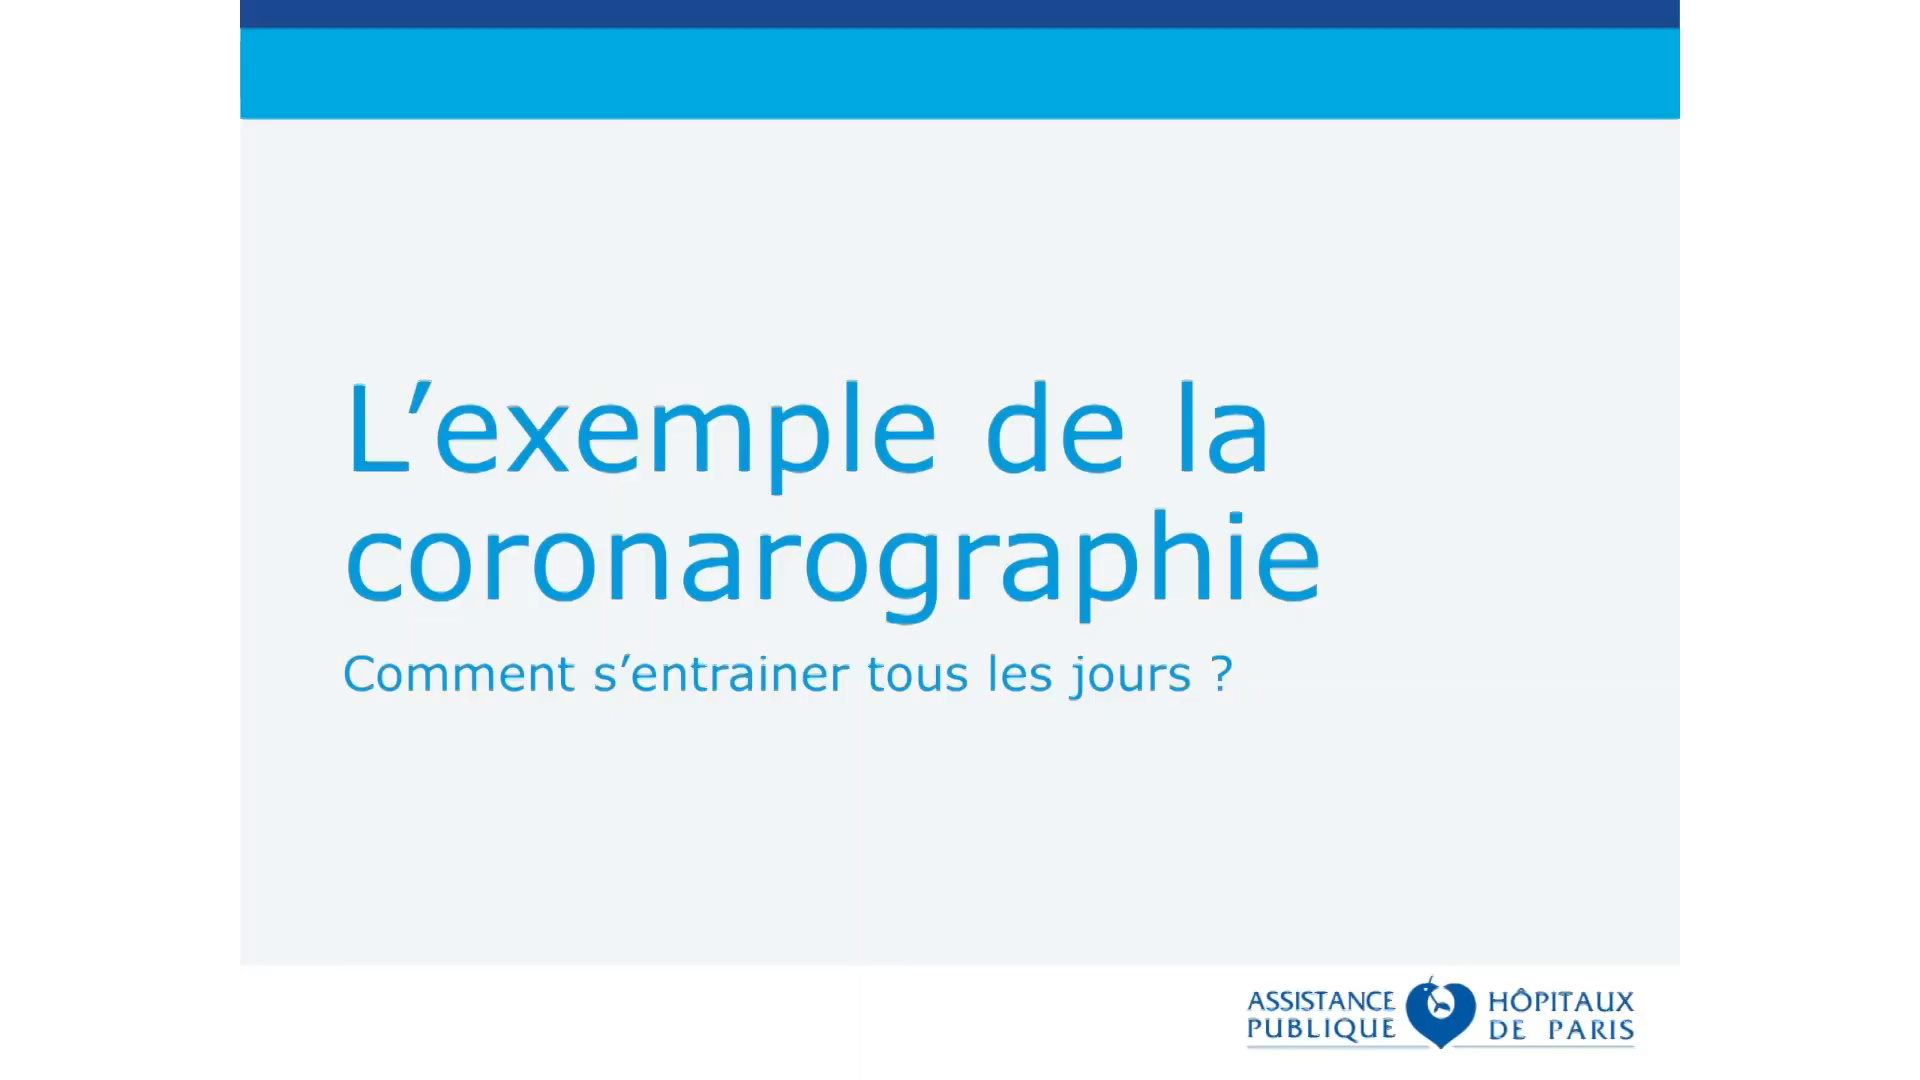 L’exemple de la
coronarographie
Comment s’entrainer tous les jours ?
ASSISTANCE
PUBLIQUE
HÔPITAUX
DE PARIS